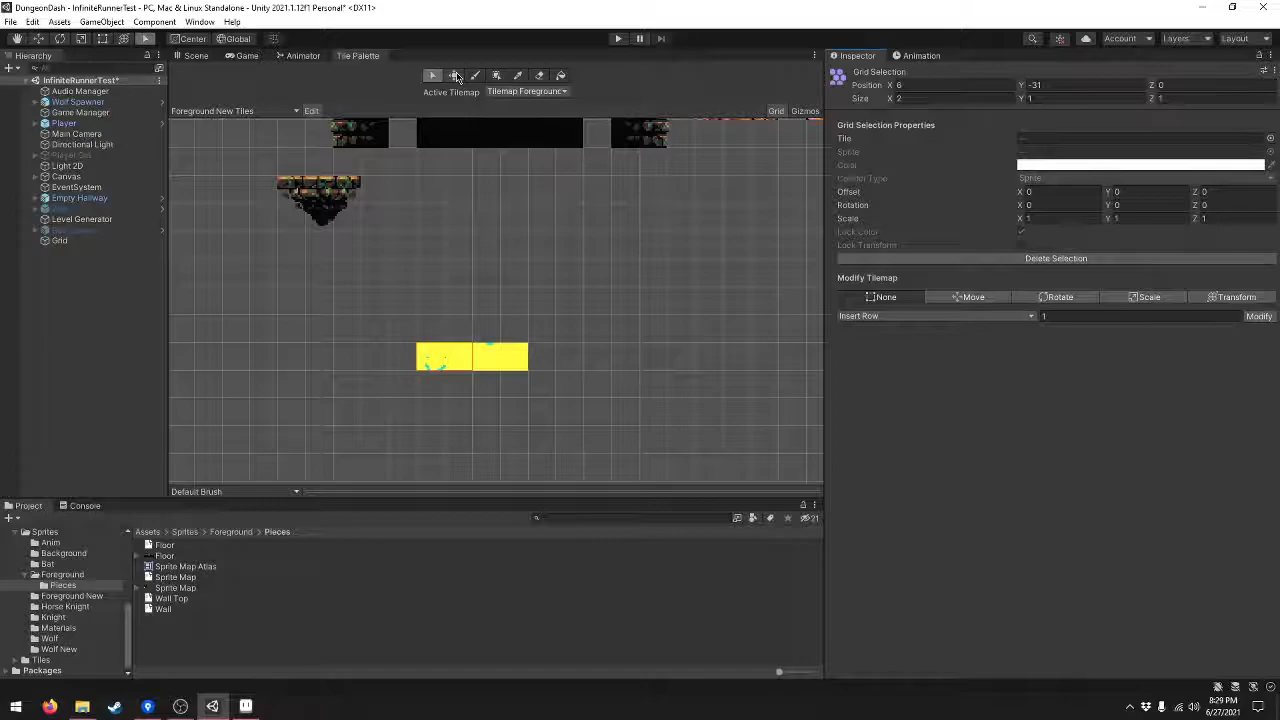 DungeonDash - InfiniteRunnerTest - PC, Mac & Linux Standalone - Unity 2021.1.12f1 Personal* <DX11>
File Edit Assets GameObject Component Window Help
Center Global
Account Layers Layout
Hierarchy
Scene Game Animator Tile Palette
Inspector Animation
All
InfiniteRunnerTest*
Audio Manager
Wolf Spawner
Game Manager
Player
Main Camera
Directional Light
Light 2D
Canvas
EventSystem
Empty Hallway
Level Generator
Grid
Active Tilemap Tilemap Foreground
Foreground New Tiles Edit Grid Gizmos
Default Brush
Grid Selection
Position X 6 Y -31 Z 0
Size X 2 Y 1 Z 1
Grid Selection Properties
Tile
Sprite
Color
Collider Type Sprite
Offset X 0 Y 0 Z 0
Rotation X 0 Y 0 Z 0
Scale X 1 Y 1 Z 1
Lock Color
Lock Transform
Delete Selection
Modify Tilemap
None Move Rotate Scale Transform
Insert Row 1 Modify
Project Console
21
Sprites
Anim
Background
Bat
Foreground
Pieces
Foreground New
Horse Knight
Knight
Materials
Wolf
Wolf New
Tiles
Packages
Assets Sprites Foreground Pieces
Floor
Floor
Sprite Map Atlas
Sprite Map
Sprite Map
Wall Top
Wall
8:29 PM
6/27/2021